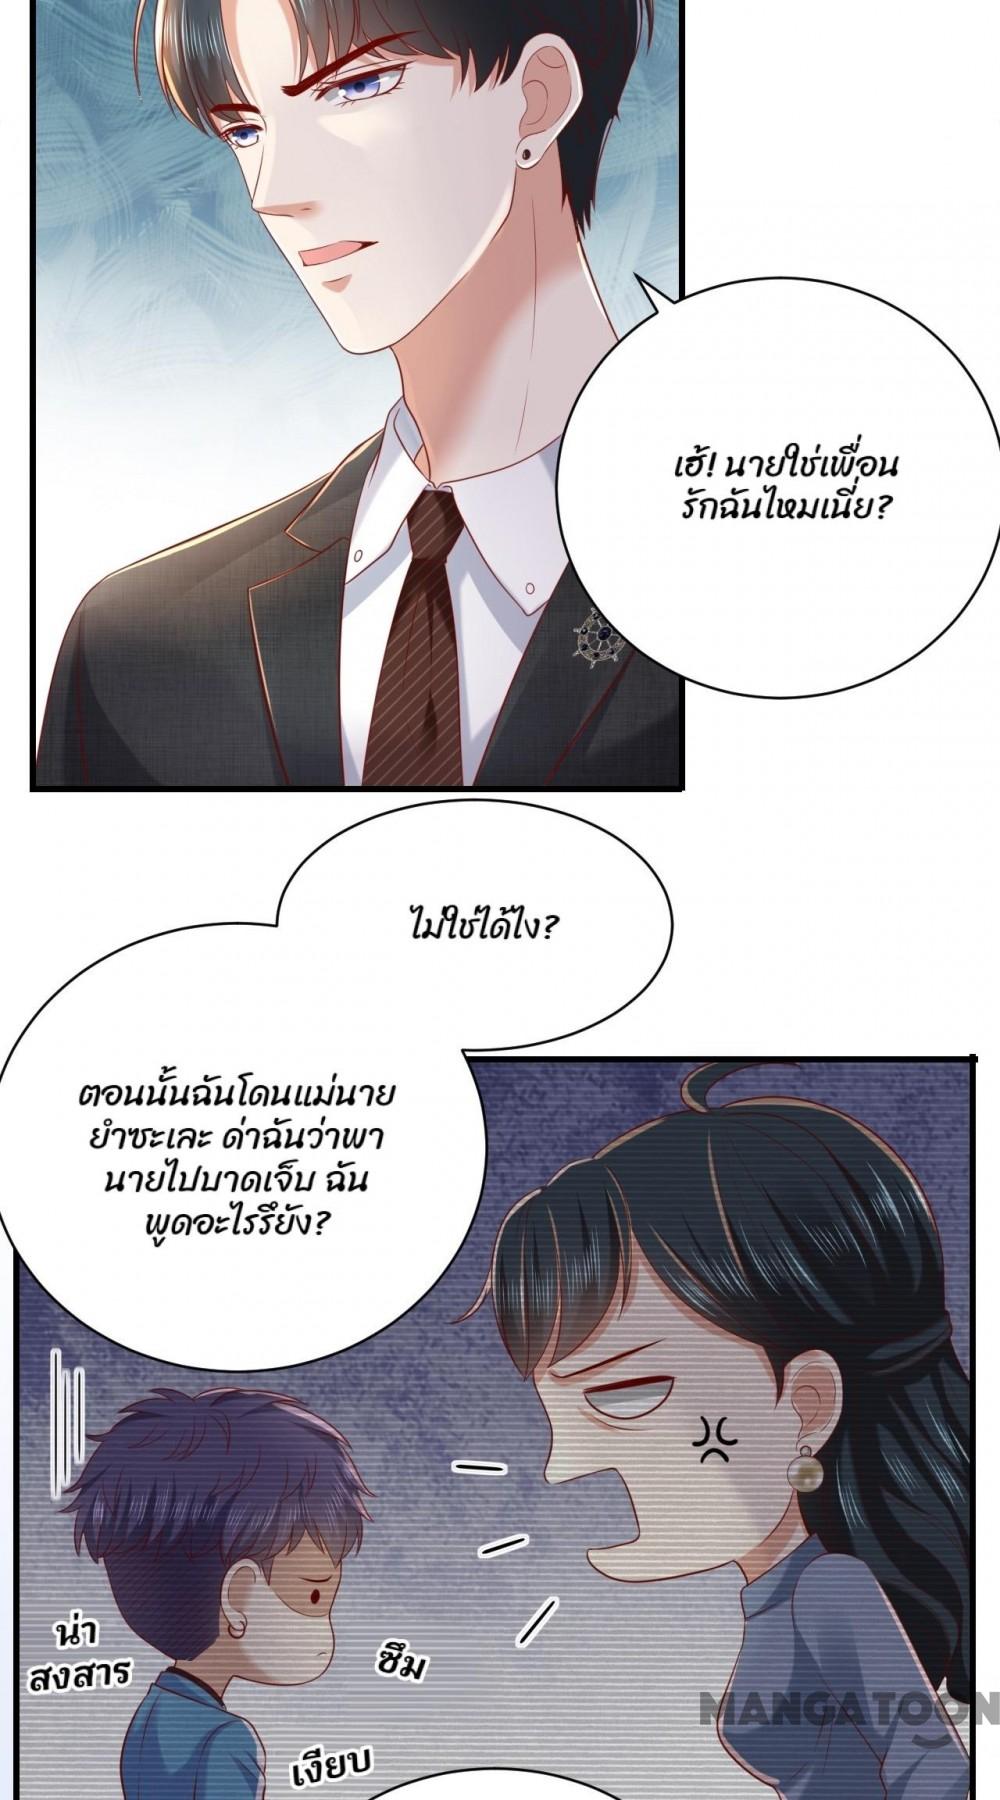 เฮ้! นายใช่เพื่อน
รักฉันไหมเนี่ย?
ไม่ใช่ได้ไง?
ตอนนั้นฉันโดนแม่นาย
ยำซะเละ ด่าฉันว่าพา
นายไปบาดเจ็บ ฉัน
พูดอะไรรึยัง?
น่า
สงสาร
ซึม
เงียบ
MANGATOON